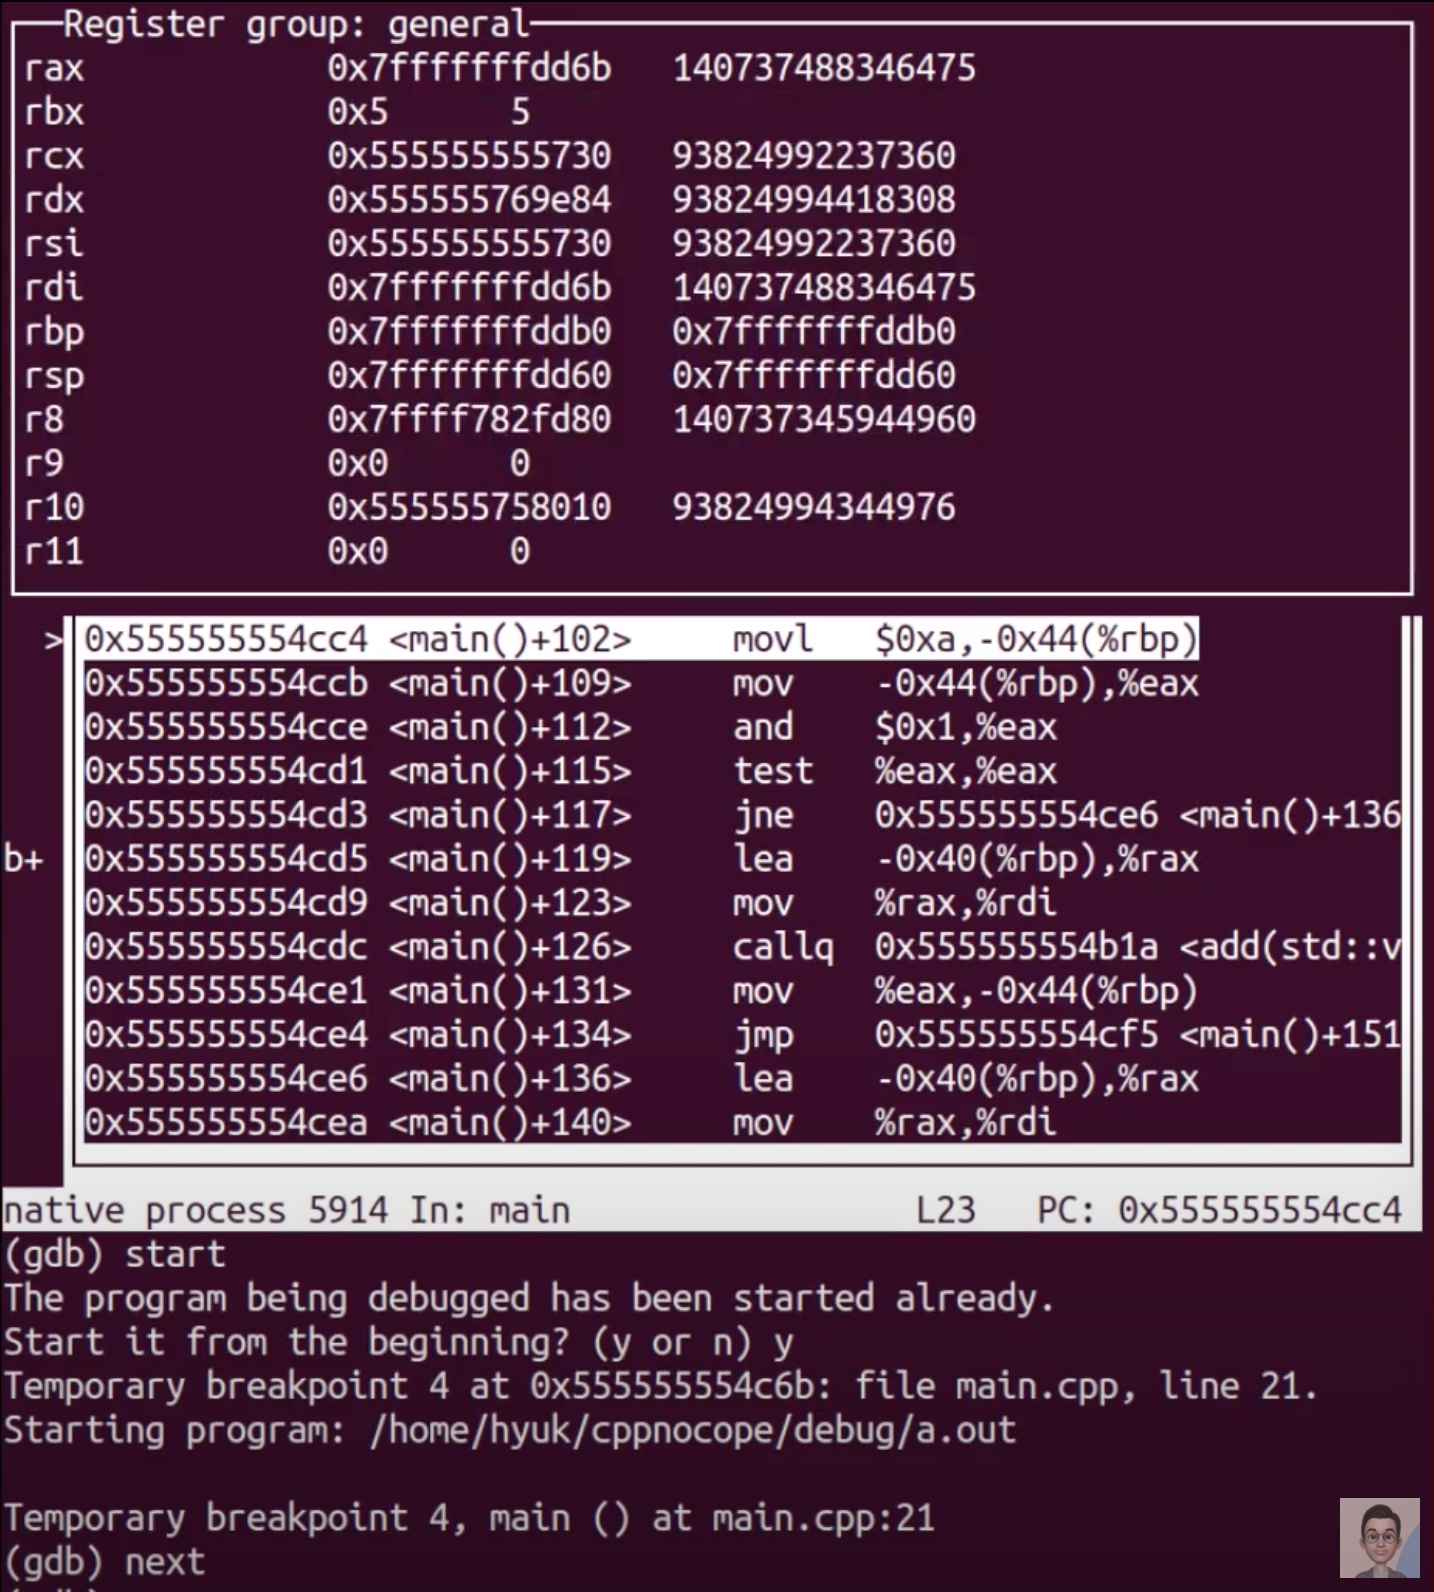 Register group: general
rax 0x7fffffffdd6b 140737488346475
rbx 0x5 5
rcx 0x555555555730 93824992237360
rdx 0x555555769e84 93824994418308
rsi 0x555555555730 93824992237360
rdi 0x7fffffffdd6b 140737488346475
rbp 0x7fffffffddb0 0x7fffffffddb0
rsp 0x7fffffffdd60 0x7fffffffdd60
r8 0x7ffff782fd80 140737345944960
r9 0x0 0
r10 0x555555758010 93824994344976
r11 0x0 0
> 0x555555554cc4 <main()+102> movl $0xa,-0x44(%rbp)
0x555555554ccb <main()+109> mov -0x44(%rbp),%eax
0x555555554cce <main()+112> and $0x1,%eax
0x555555554cd1 <main()+115> test %eax,%eax
0x555555554cd3 <main()+117> jne 0x555555554ce6 <main()+136
b+ 0x555555554cd5 <main()+119> lea -0x40(%rbp),%rax
0x555555554cd9 <main()+123> mov %rax,%rdi
0x555555554cdc <main()+126> callq 0x555555554b1a <add(std::v
0x555555554ce1 <main()+131> mov %eax,-0x44(%rbp)
0x555555554ce4 <main()+134> jmp 0x555555554cf5 <main()+151
0x555555554ce6 <main()+136> lea -0x40(%rbp),%rax
0x555555554cea <main()+140> mov %rax,%rdi
native process 5914 In: main L23 PC: 0x555555554cc4
(gdb) start
The program being debugged has been started already.
Start it from the beginning? (y or n) y
Temporary breakpoint 4 at 0x555555554c6b: file main.cpp, line 21.
Starting program: /home/hyuk/cppnocope/debug/a.out
Temporary breakpoint 4, main () at main.cpp:21
(gdb) next